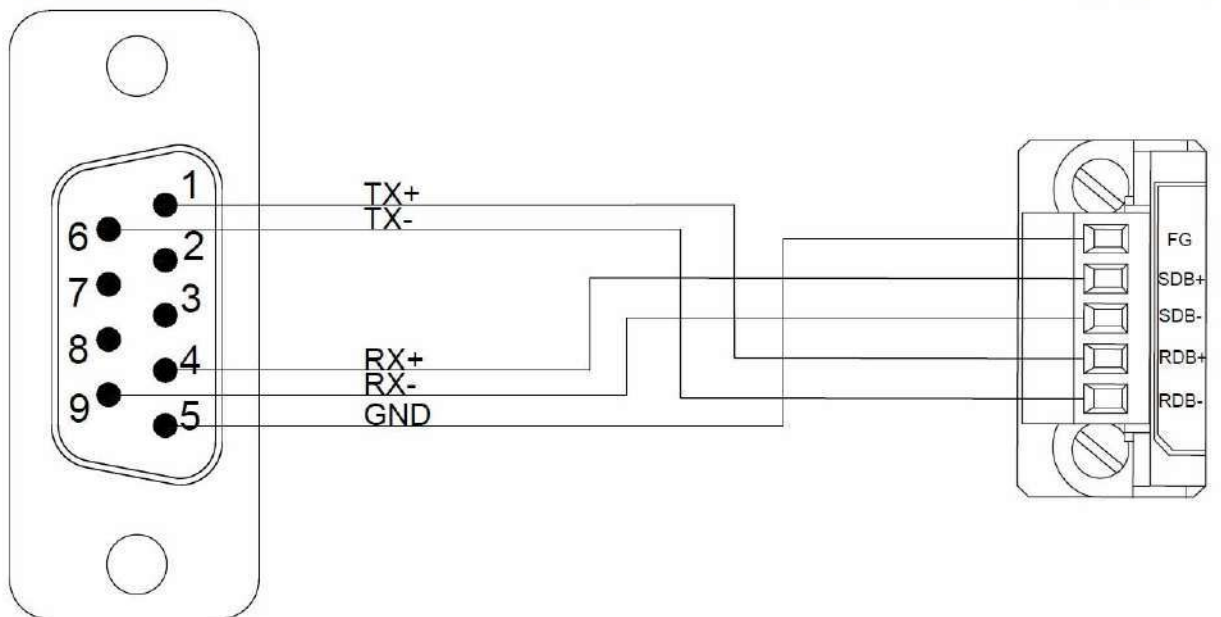 1
6
2
7
3
8
4
9
5
TX+
TX-
RX+
RX-
GND
FG
SDB+
SDB-
RDB+
RDB-